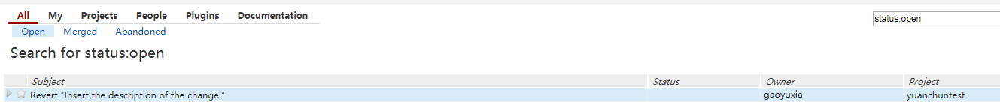 All My Projects People Plugins Documentation
status:open
Open Merged Abandoned
Search for status:open
Subject Status Owner Project
Revert "Insert the description of the change." gaoyuxia yuanchuntest